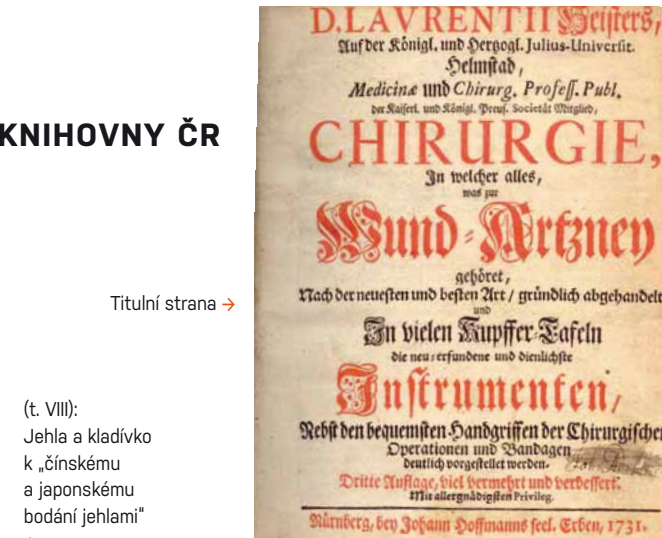 KNIHOVNY ČR
Titulní strana →
(t. VIII):
Jehla a kladívko
k „čínskému
a japonskému
bodání jehlami“
D. LAVRENTII Heisters,
Auf der Königl. und Hertzogl. Julius-Universit.
Helmstad,
Medicinæ und Chirurg. Profess. Publ.
der Kaiserl. und Königl. Preus. Societät Mitglied,
CHIRURGIE,
In welcher alles,
was zur
Wund-Artzney
gehöret,
Nach der neuesten und besten Art / gründlich abgehandelt
und
In vielen Kupffer-Tafeln
die neu-erfundene und dienlichste
Instrumenten,
Nebst den bequemsten Handgriffen der Chirurgischen
Operationen und Bandagen
deutlich vorgestellet werden.
Dritte Auflage, viel vermehrt und verbessert.
Mit allergnädigsten Privileg.
Nürnberg, bey Johann Hoffmanns seel. Erben, 1731.